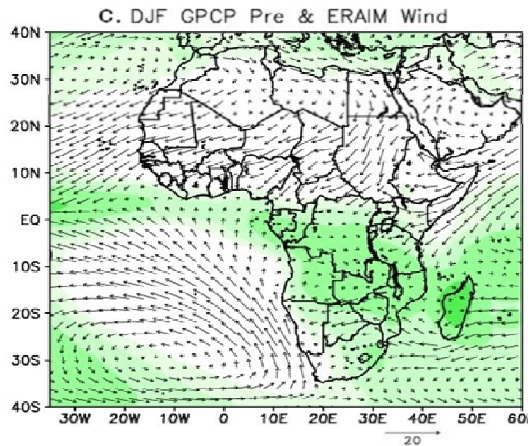 C. DJF GPCP Pre & ERAIM Wind
40N
30N
20N
10N
EQ
10S
20S
30S
40S
30W 20W 10W 0 10E 20E 30E 40E 50E 60E
20